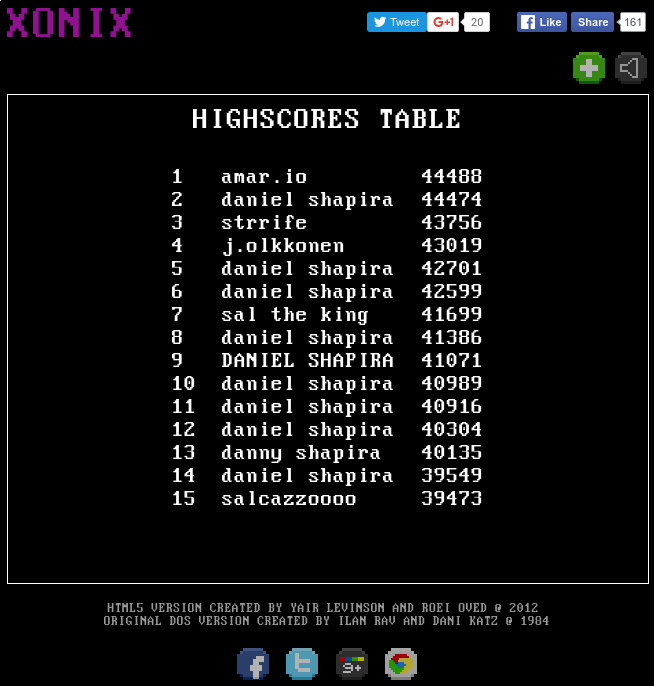 XONIX
Tweet +1 20 Like Share 161
HIGHSCORES TABLE
1 amar.io 44488
2 daniel shapira 44474
3 strrife 43756
4 j.olkkonen 43019
5 daniel shapira 42701
6 daniel shapira 42599
7 sal the king 41699
8 daniel shapira 41386
9 DANIEL SHAPIRA 41071
10 daniel shapira 40989
11 daniel shapira 40916
12 daniel shapira 40304
13 danny shapira 40135
14 daniel shapira 39549
15 salcazzoooo 39473
HTML5 VERSION CREATED BY YAIR LEVINSON AND ROEI OVED @ 2012
ORIGINAL DOS VERSION CREATED BY ILAN RAV AND DANI KATZ @ 1984